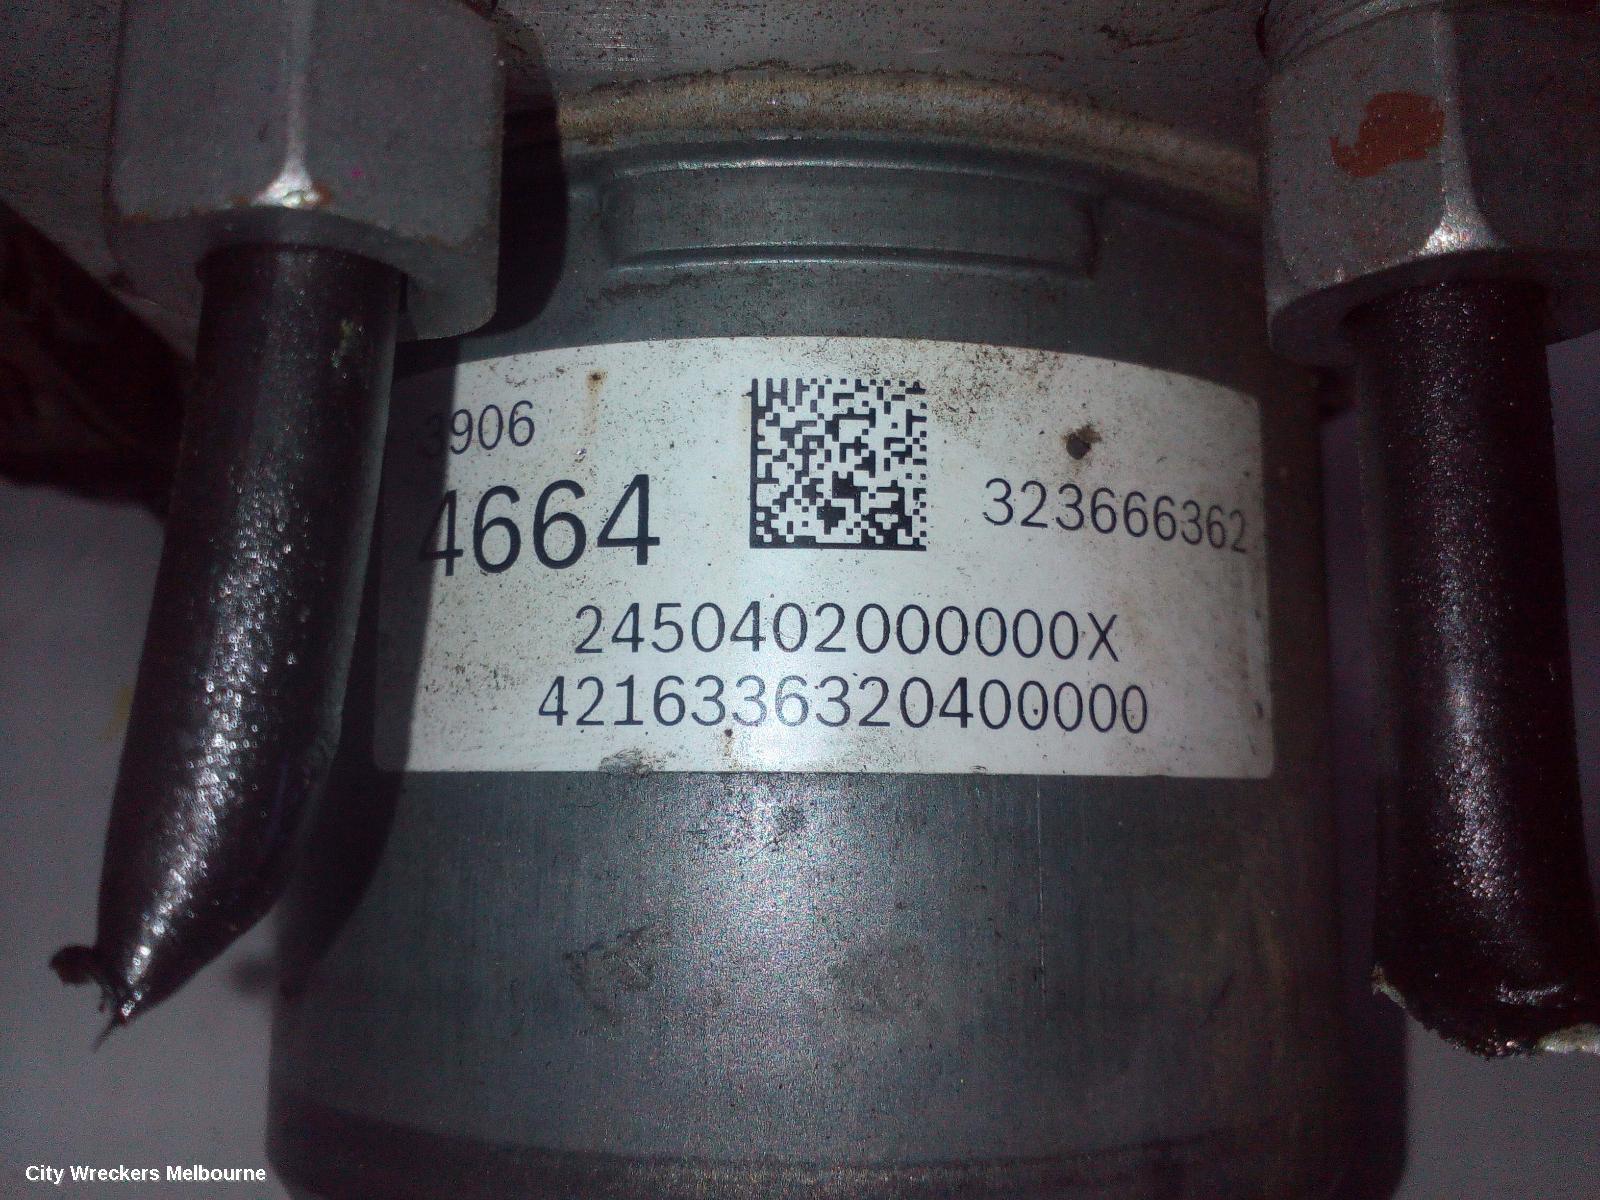 3906
4664
323666362
2450402000000X
4216336320400000
City Wreckers Melbourne